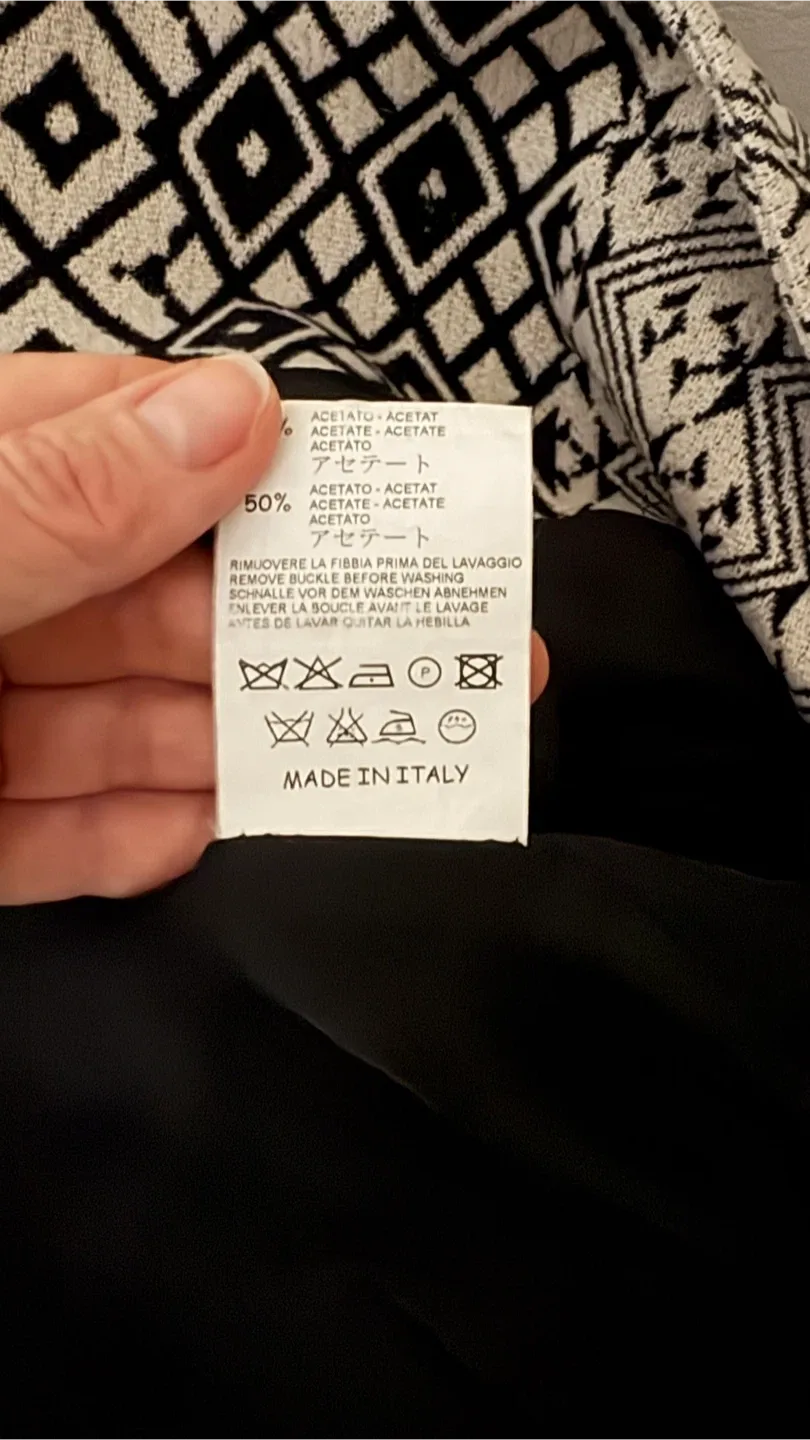 %
ACETATO - ACETAT
ACETATE - ACETATE
ACETATO
アセテート
50%
ACETATO - ACETAT
ACETATE - ACETATE
ACETATO
アセテート
RIMUOVERE LA FIBBIA PRIMA DEL LAVAGGIO
REMOVE BUCKLE BEFORE WASHING
SCHNALLE VOR DEM WASCHEN ABNEHMEN
ENLEVER LA BOUCLE AVANT LE LAVAGE
ANTES DE LAVAR QUITAR LA HEBILLA
P
MADE IN ITALY